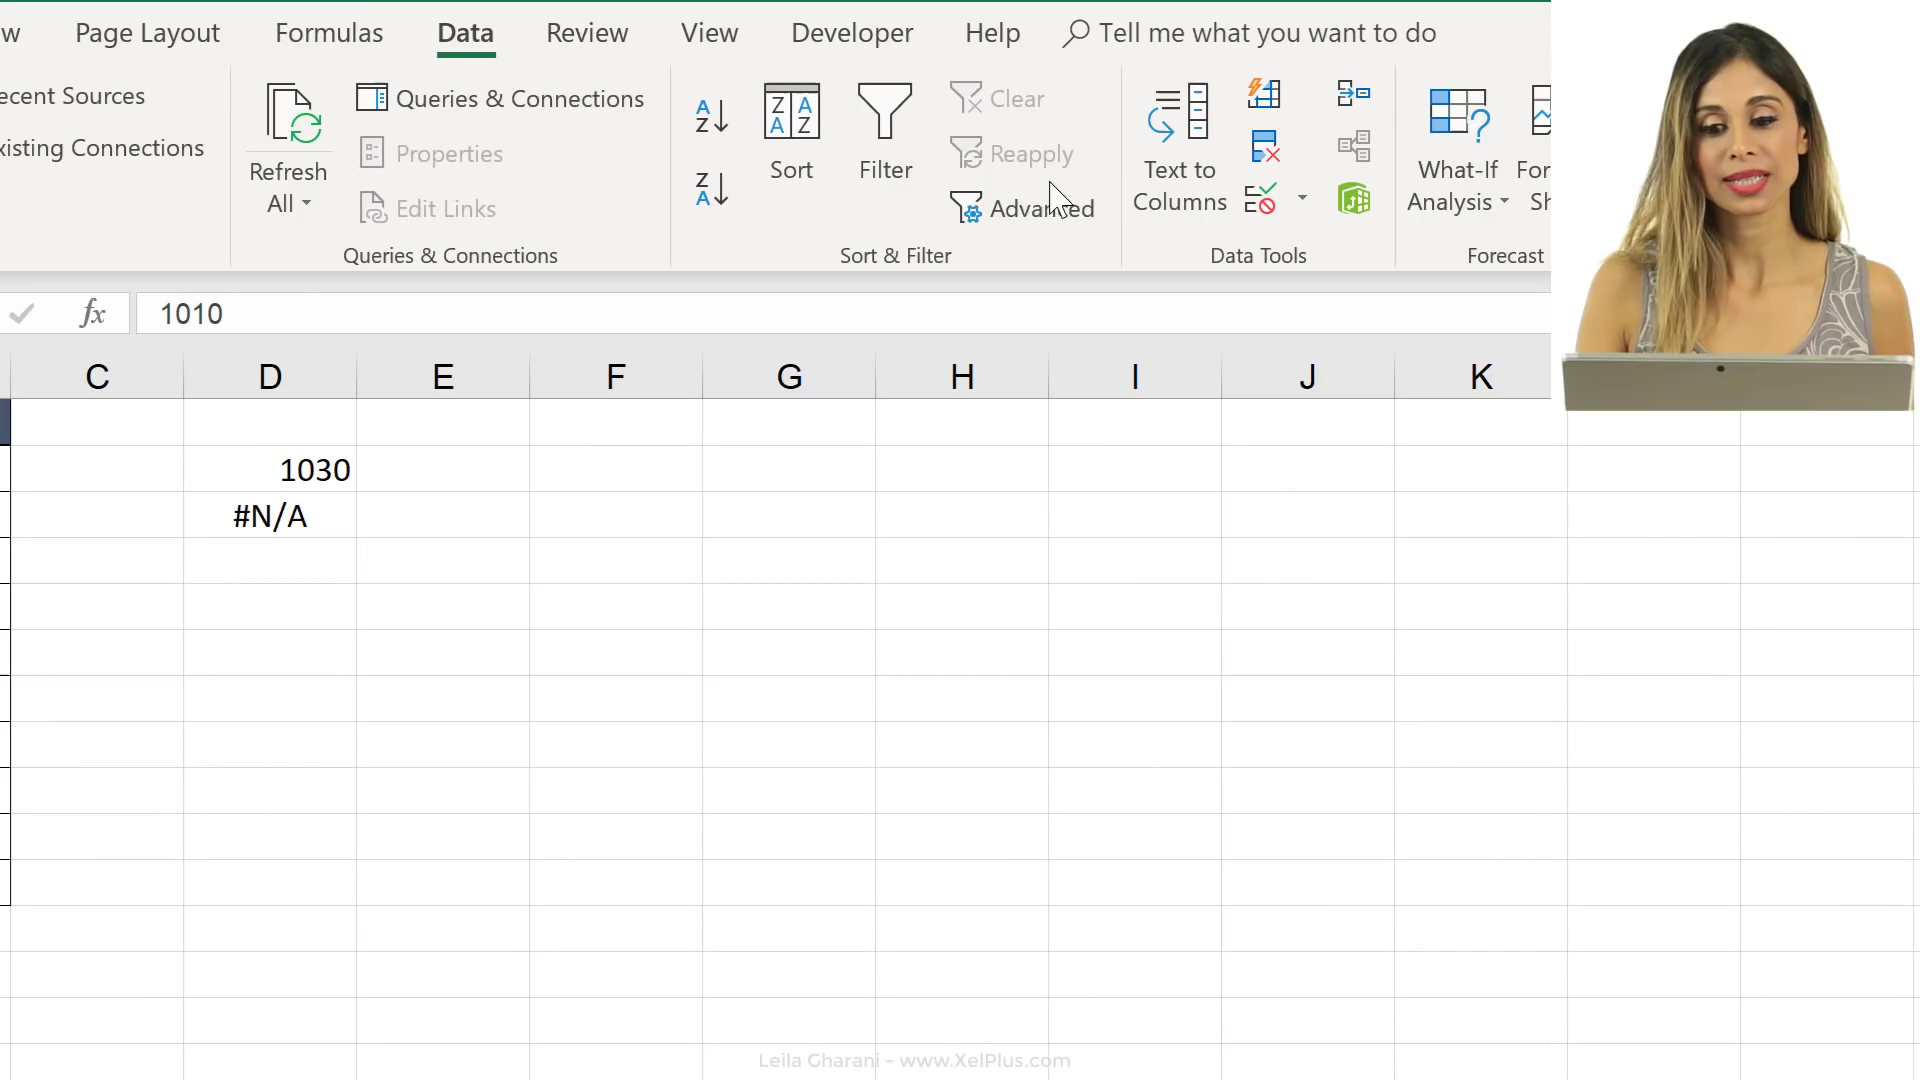 w Page Layout Formulas Data Review View Developer Help Tell me what you want to do
ecent Sources
xisting Connections
Refresh
All
Queries & Connections
Properties
Edit Links
Queries & Connections
A
Z
Z
A
Z A
A Z
Sort
Filter
Clear
Reapply
Advanced
Sort & Filter
Text to
Columns
Data Tools
What-If
Analysis
For
Sh
Forecast
fx 1010
C D E F G H I J K
1030
#N/A
Leila Gharani - www.XelPlus.com